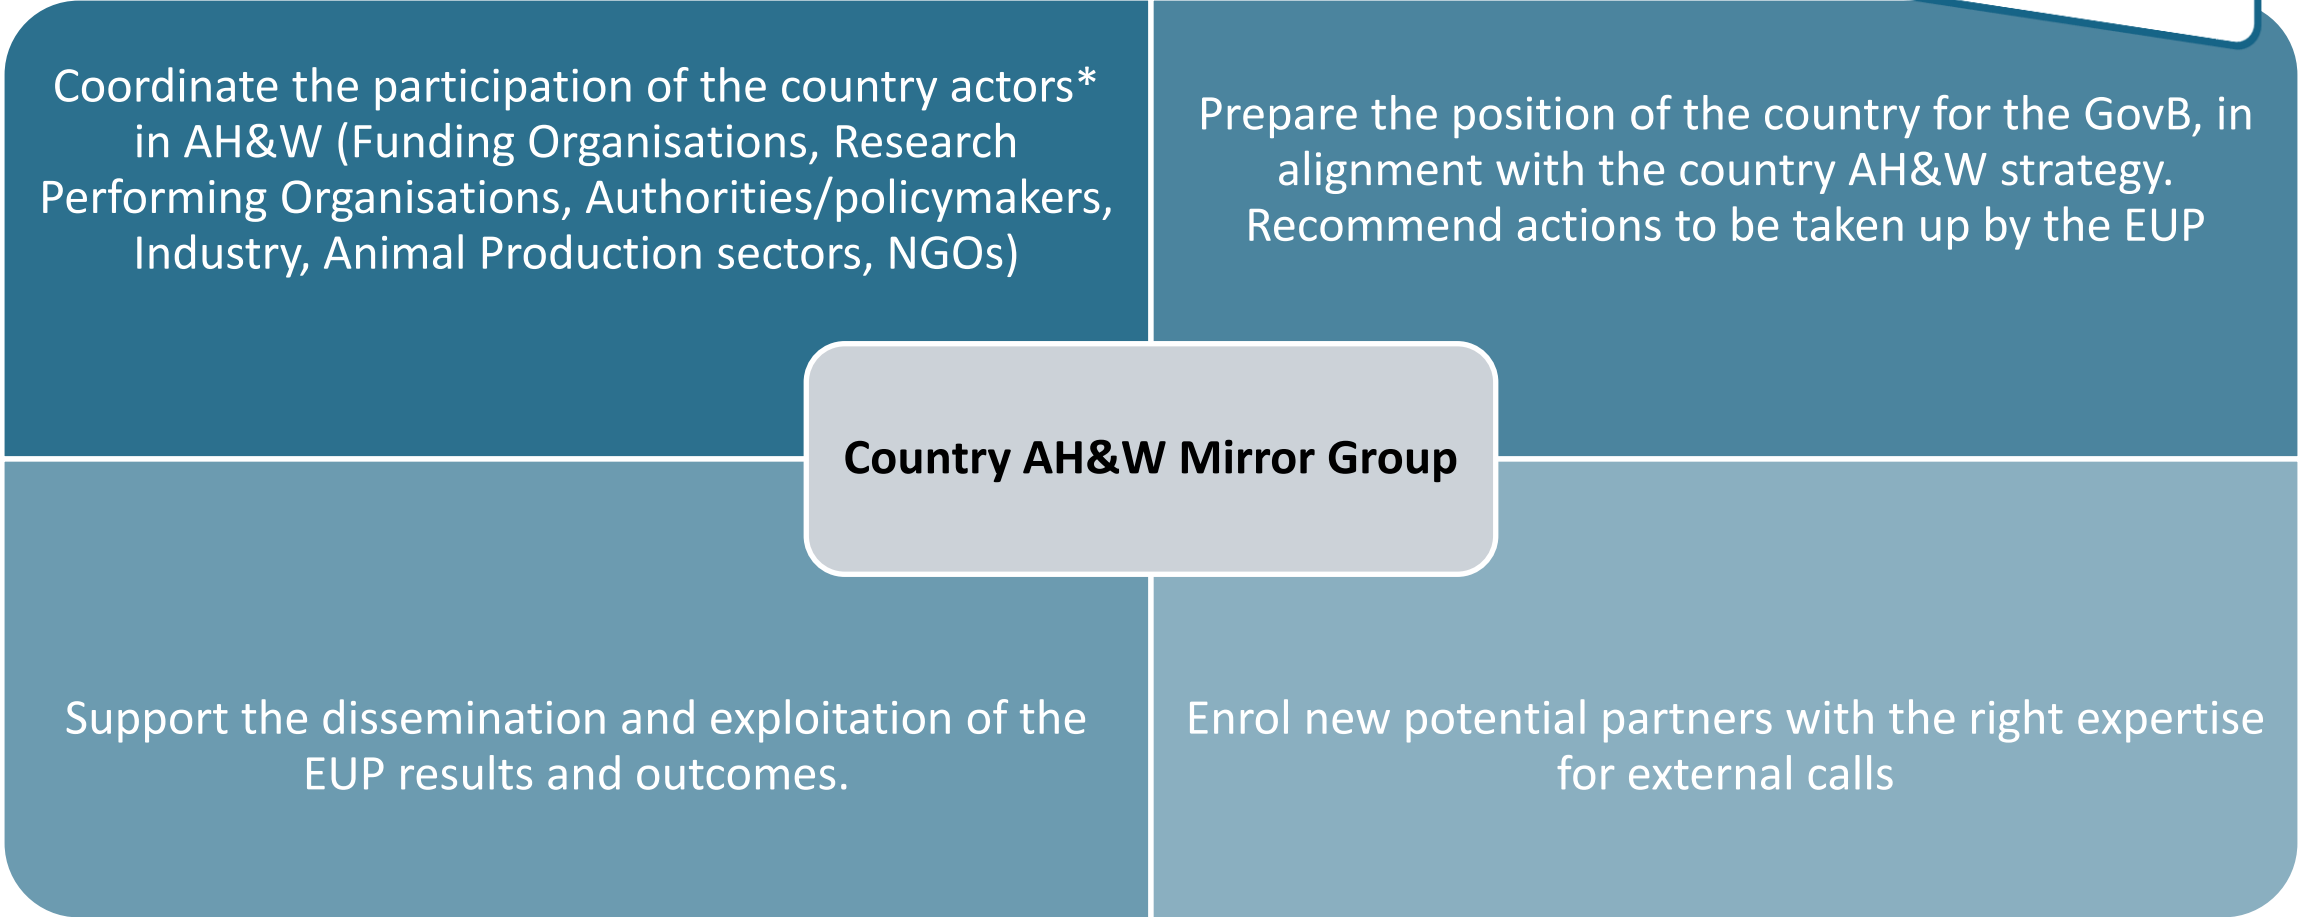 Coordinate the participation of the country actors*
in AH&W (Funding Organisations, Research
Performing Organisations, Authorities/policymakers,
Industry, Animal Production sectors, NGOs)
Prepare the position of the country for the GovB, in
alignment with the country AH&W strategy.
Recommend actions to be taken up by the EUP
Country AH&W Mirror Group
Support the dissemination and exploitation of the
EUP results and outcomes.
Enrol new potential partners with the right expertise
for external calls